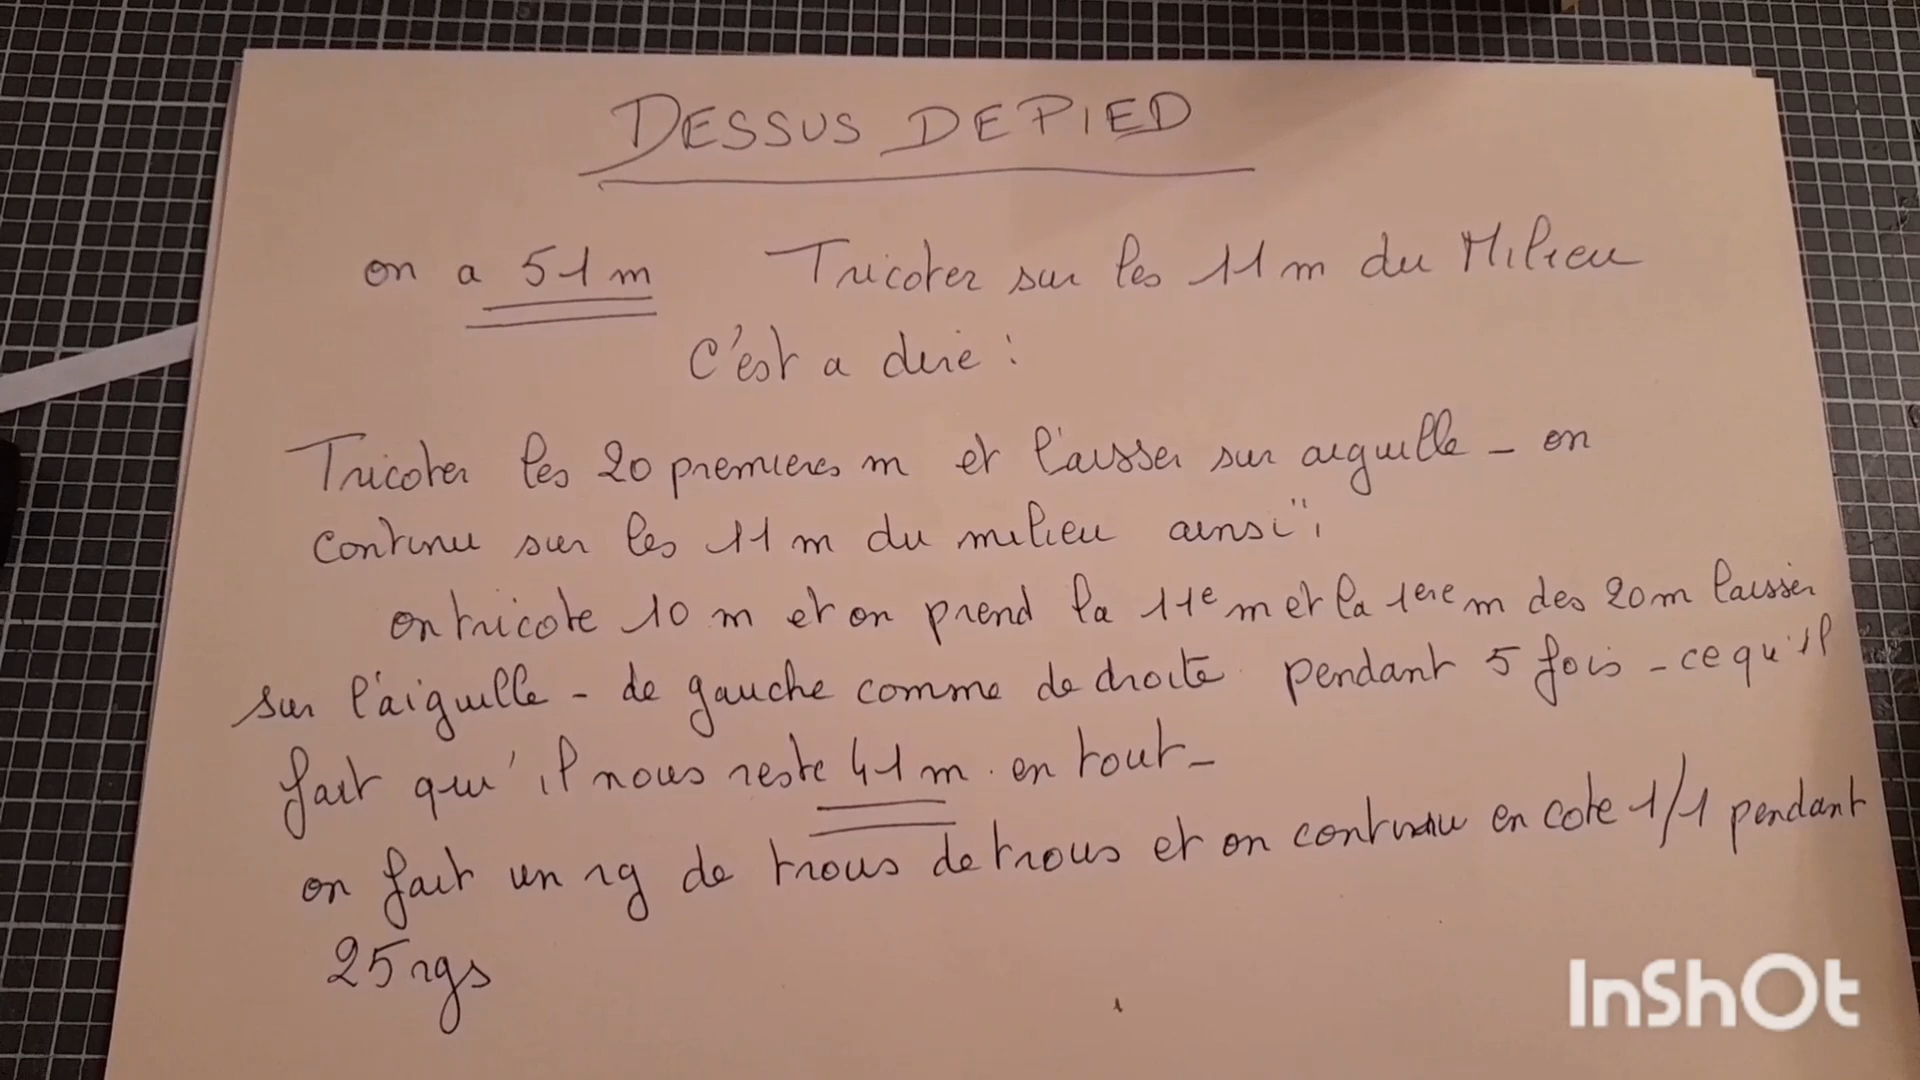 DESSUS DE PIED
on a 51 m Tricoter sur les 11 m du Milieu
C'est a dire :
Tricoter les 20 premieres m et laisser sur aiguille - on
continu sur les 11 m du milieu ainsi
on tricote 10 m et on prend la 11e m et la 1ere m des 20 m laisser
sur l'aiguille - de gauche comme de droite pendant 5 fois - ce qu'il
fait qu'il nous reste 41 m . en tout -
on fait un rg de trous de trous et on continu en cote 1/1 pendant
25 rgs
InShOt